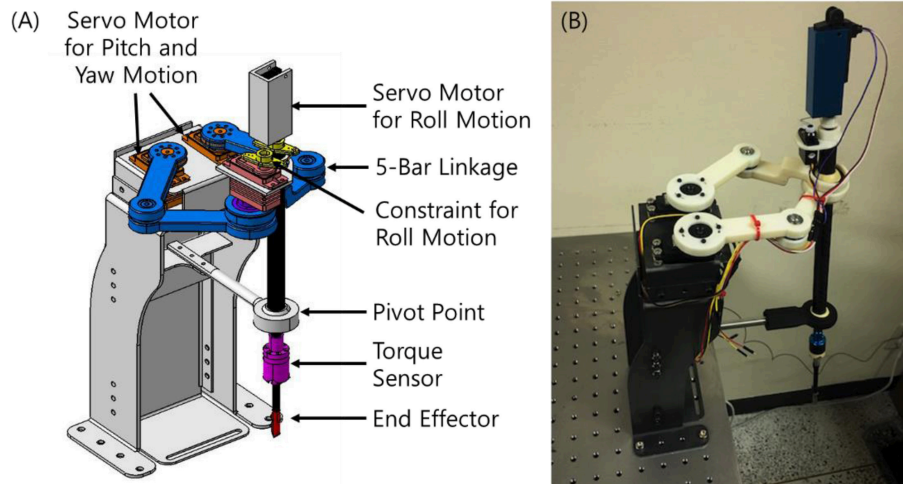 (A)
Servo Motor
for Pitch and
Yaw Motion
Servo Motor
for Roll Motion
5-Bar Linkage
Constraint for
Roll Motion
Pivot Point
Torque
Sensor
End Effector
(B)